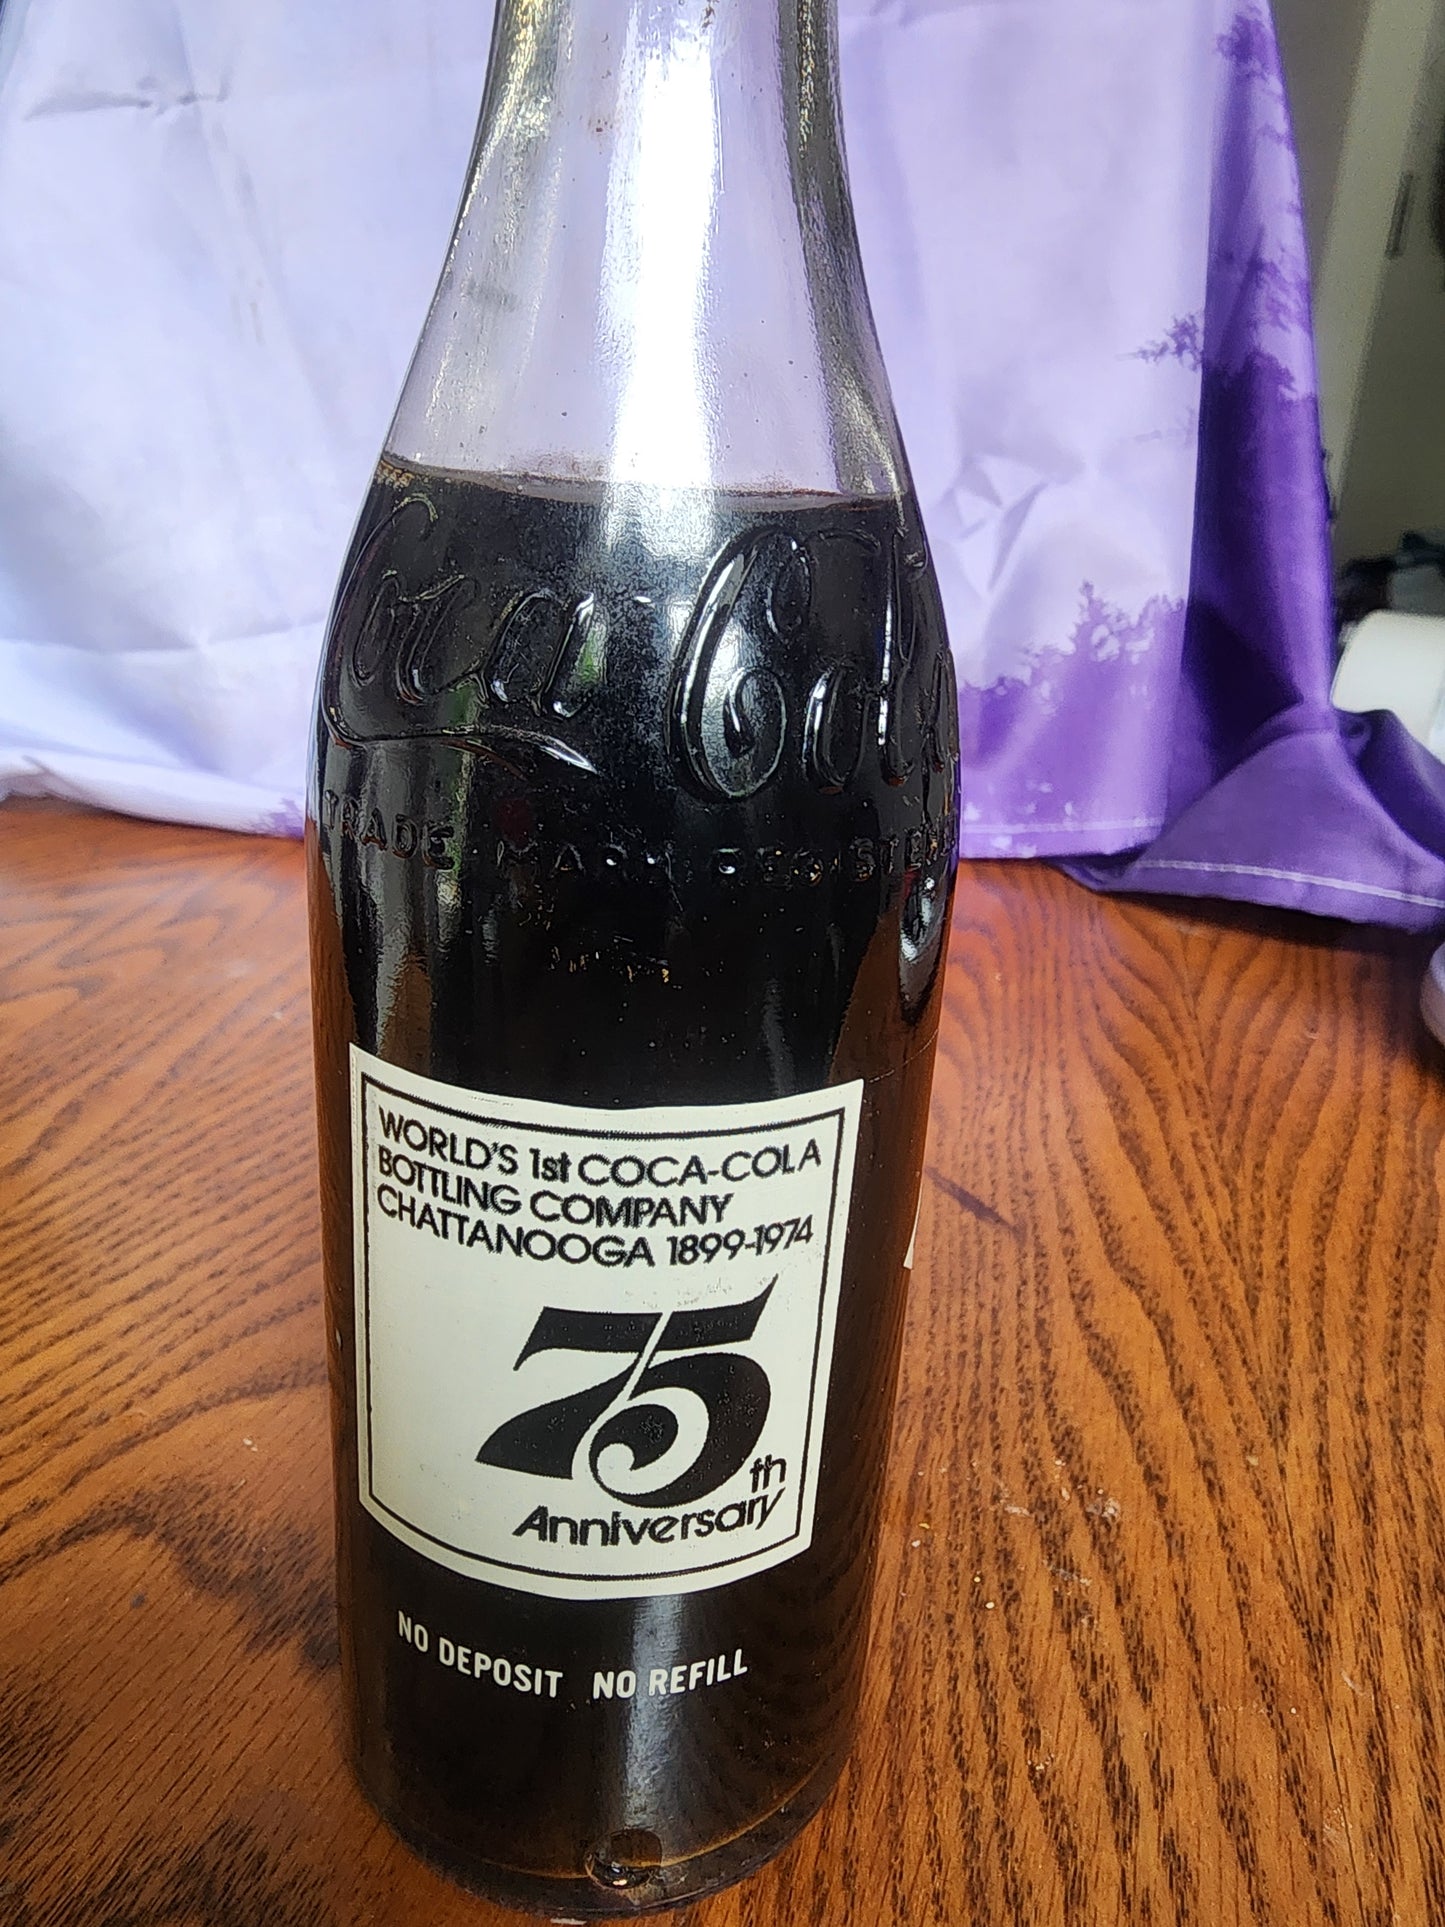 Coca-Cola
TRADE MARK REGISTERED
WORLD'S 1st COCA-COLA
BOTTLING COMPANY
CHATTANOOGA 1899-1974
75th
Anniversary
NO DEPOSIT NO REFILL